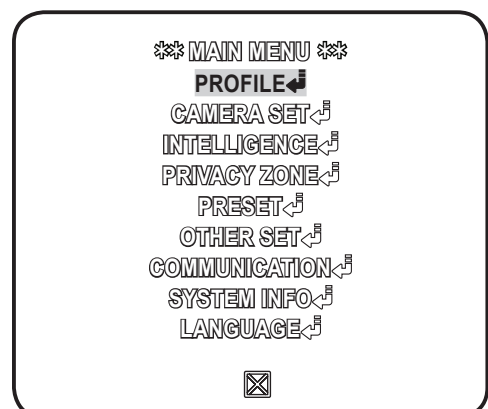 ** MAIN MENU **
PROFILE↵
CAMERA SET↵
INTELLIGENCE↵
PRIVACY ZONE↵
PRESET↵
OTHER SET↵
COMMUNICATION↵
SYSTEM INFO↵
LANGUAGE↵